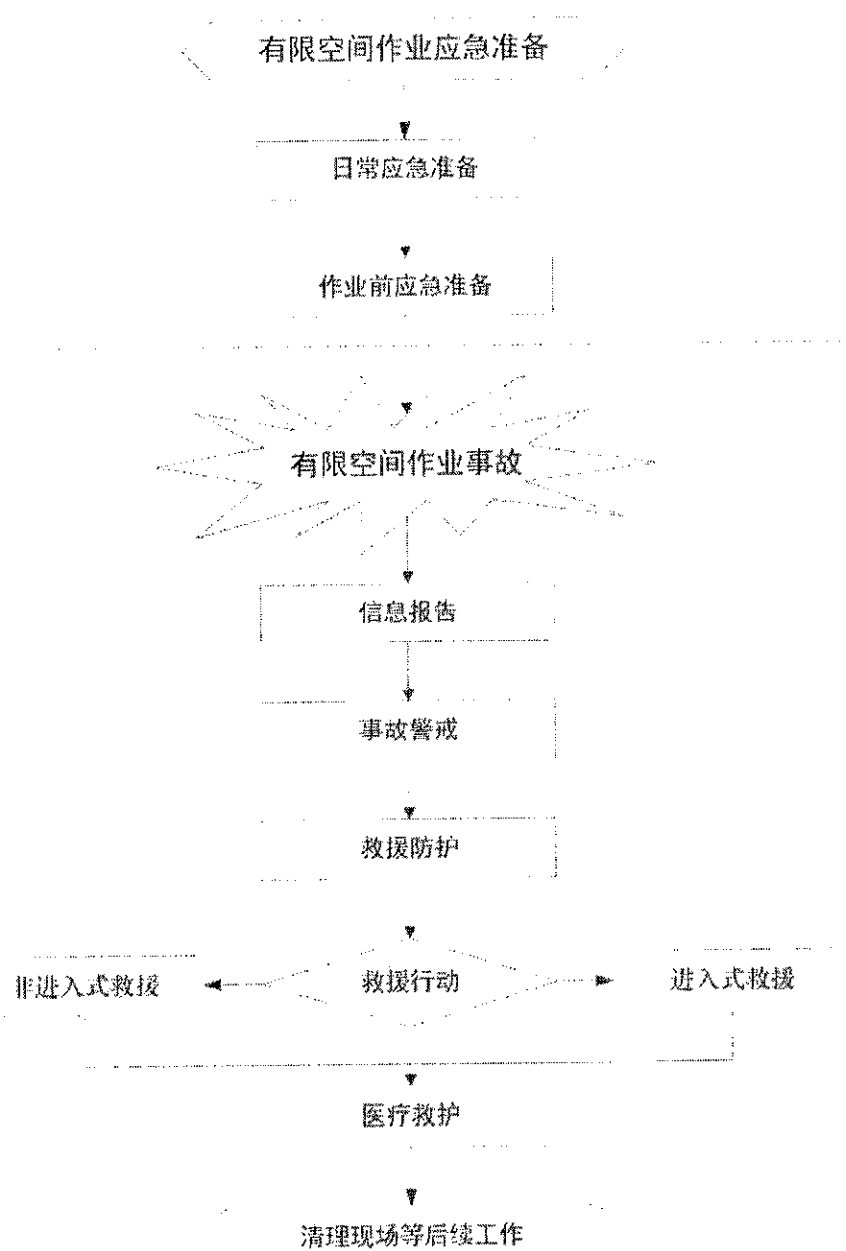 有限空间作业应急准备
日常应急准备
作业前应急准备
有限空间作业事故
信息报告
事故警戒
救援防护
非进入式救援
救援行动
进入式救援
医疗救护
清理现场等后续工作